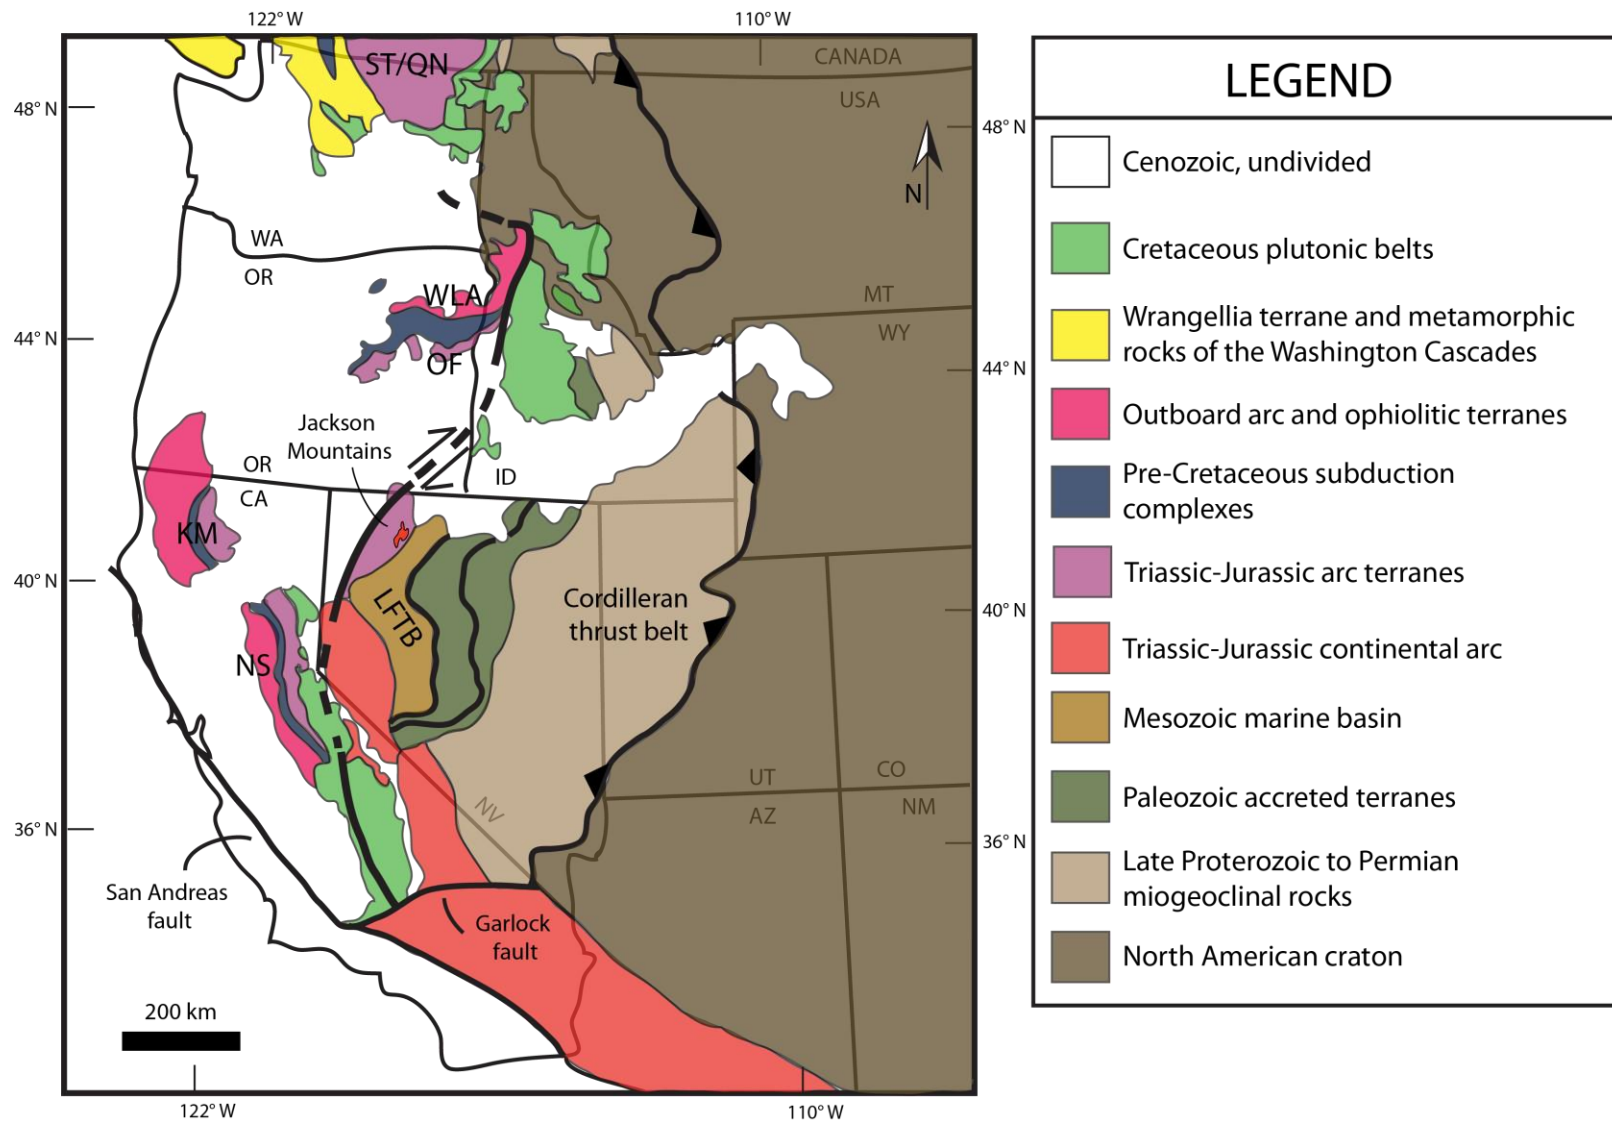 122° W
110° W
CANADA
USA
ST/QN
48° N
48° N
N
WA
OR
MT
WY
WLA
OF
44° N
44° N
Jackson
Mountains
OR
CA
ID
KM
40° N
40° N
LFTB
Cordilleran
thrust belt
NS
UT
CO
AZ
NM
NV
36° N
36° N
San Andreas
fault
Garlock
fault
200 km
122° W
110° W
LEGEND
Cenozoic, undivided
Cretaceous plutonic belts
Wrangellia terrane and metamorphic
rocks of the Washington Cascades
Outboard arc and ophiolitic terranes
Pre-Cretaceous subduction
complexes
Triassic-Jurassic arc terranes
Triassic-Jurassic continental arc
Mesozoic marine basin
Paleozoic accreted terranes
Late Proterozoic to Permian
miogeoclinal rocks
North American craton